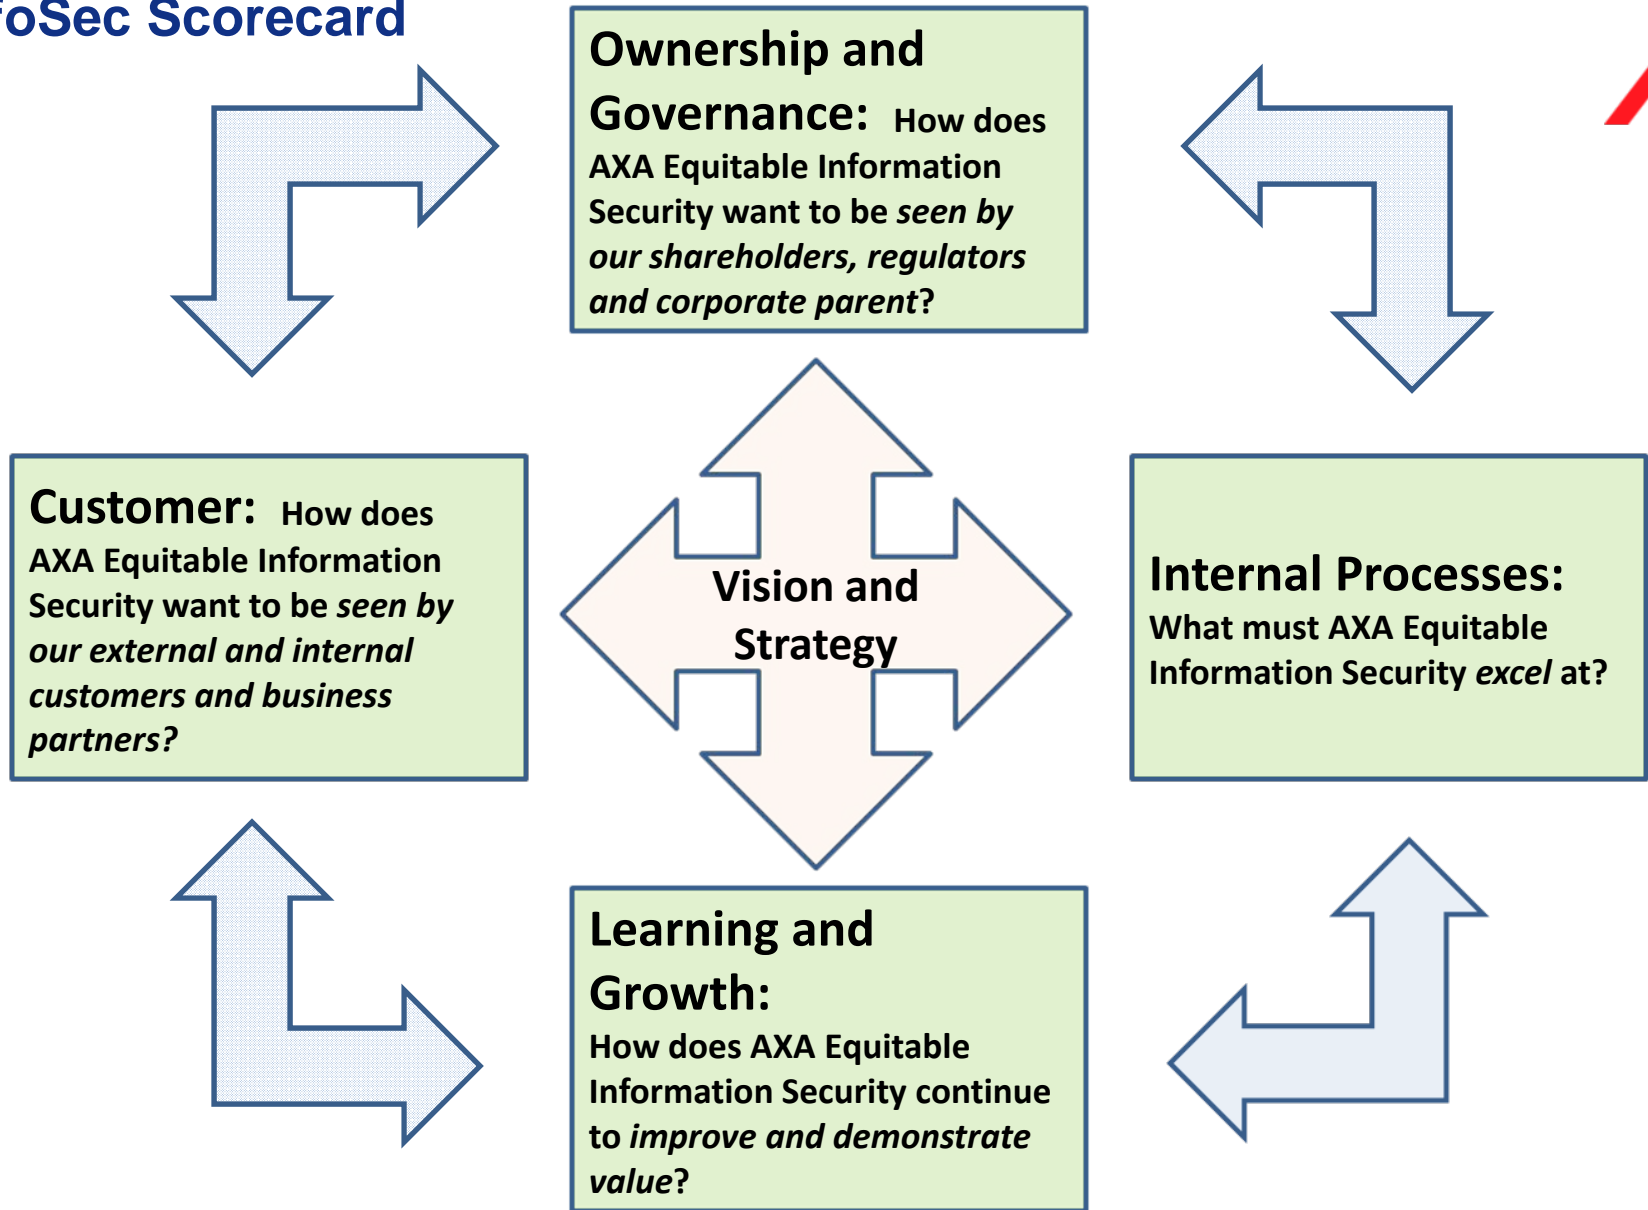 foSec Scorecard
Ownership and
Governance: How does
AXA Equitable Information
Security want to be seen by
our shareholders, regulators
and corporate parent?
Customer: How does
AXA Equitable Information
Security want to be seen by
our external and internal
customers and business
partners?
Vision and
Strategy
Internal Processes:
What must AXA Equitable
Information Security excel at?
Learning and
Growth:
How does AXA Equitable
Information Security continue
to improve and demonstrate
value?